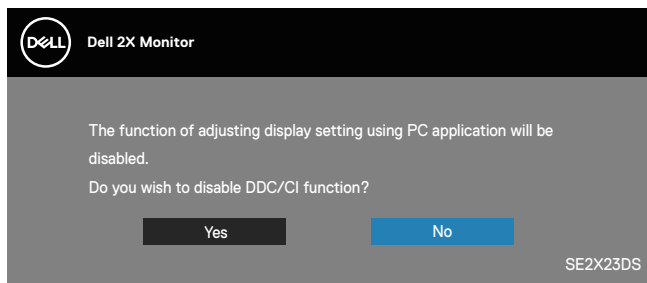 DELL Dell 2X Monitor
The function of adjusting display setting using PC application will be
disabled.
Do you wish to disable DDC/CI function?
Yes No
SE2X23DS